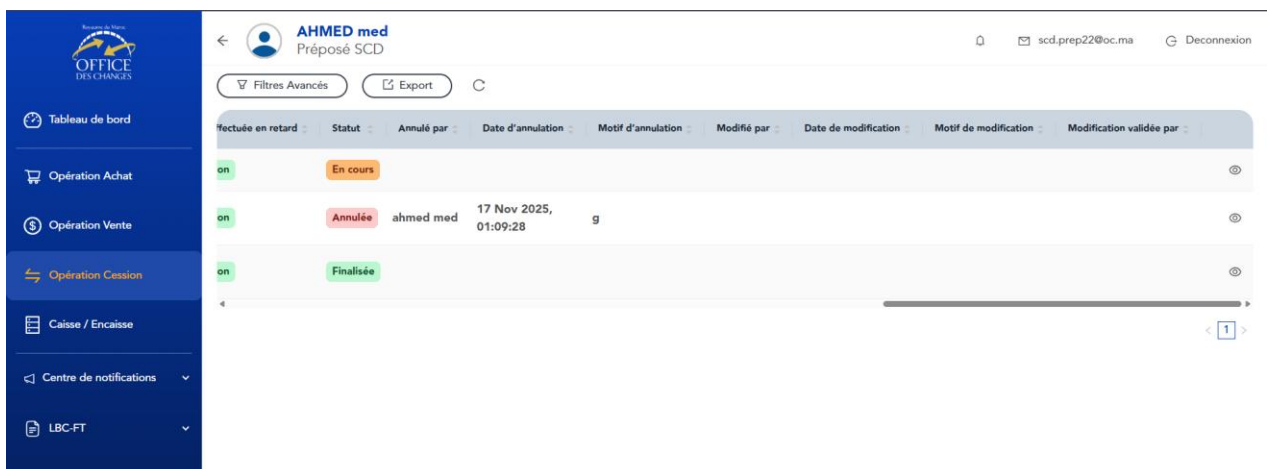 Royaume du Maroc
OFFICE
DES CHANGES
AHMED med
Préposé SCD
scd.prep22@oc.ma
Deconnexion
Filtres Avancés
Export
Tableau de bord
Opération Achat
Opération Vente
Opération Cession
Caisse / Encaisse
Centre de notifications
LBC-FT
ffectuée en retard Statut Annulé par Date d'annulation Motif d'annulation Modifié par Date de modification Motif de modification Modification validée par
on En cours
on Annulée ahmed med 17 Nov 2025, 01:09:28 g
on Finalisée
1